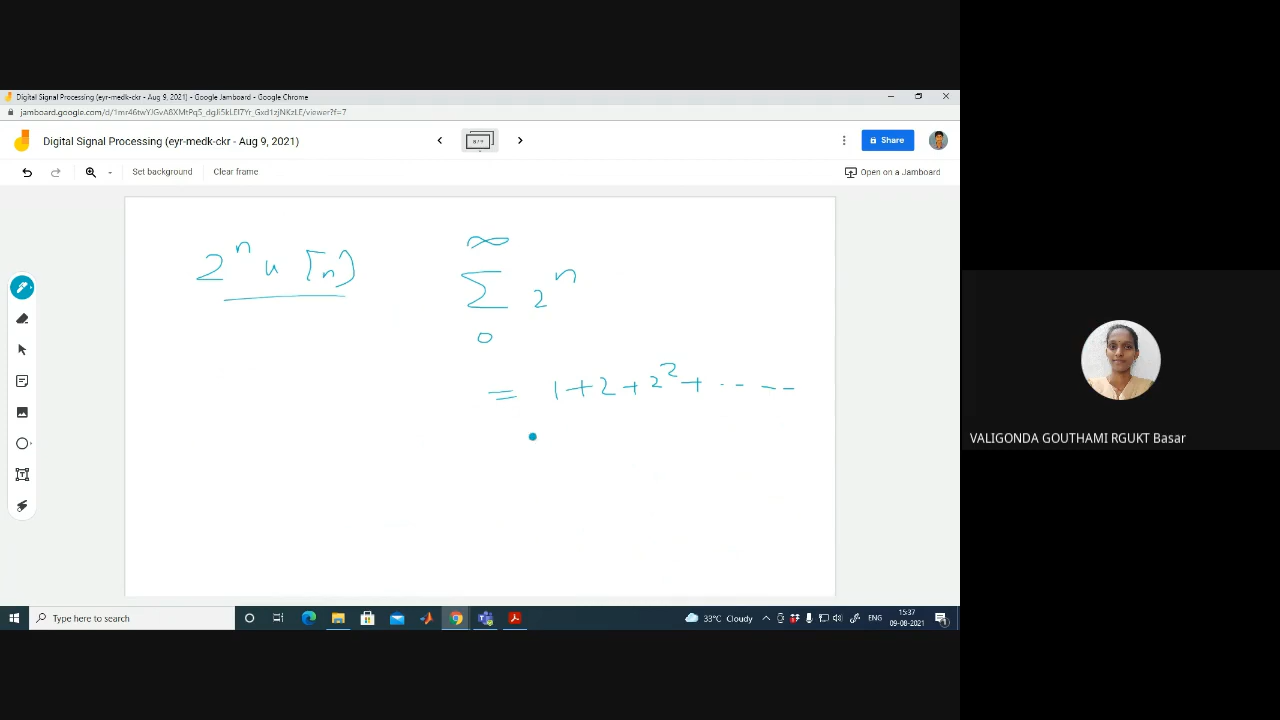 Digital Signal Processing (eyr-medk-ckr - Aug 9, 2021) - Google Jamboard - Google Chrome
Digital Signal Processing (eyr-medk-ckr - Aug 9, 2021)
Share
Set background
Clear frame
Open on a Jamboard
2^n u [n]
∞
Σ 2^n
0
= 1 + 2 + 2^2 + -- -- --
VALIGONDA GOUTHAMI RGUKT Basar
Type here to search
33°C Cloudy
ENG
15:37
09-08-2021